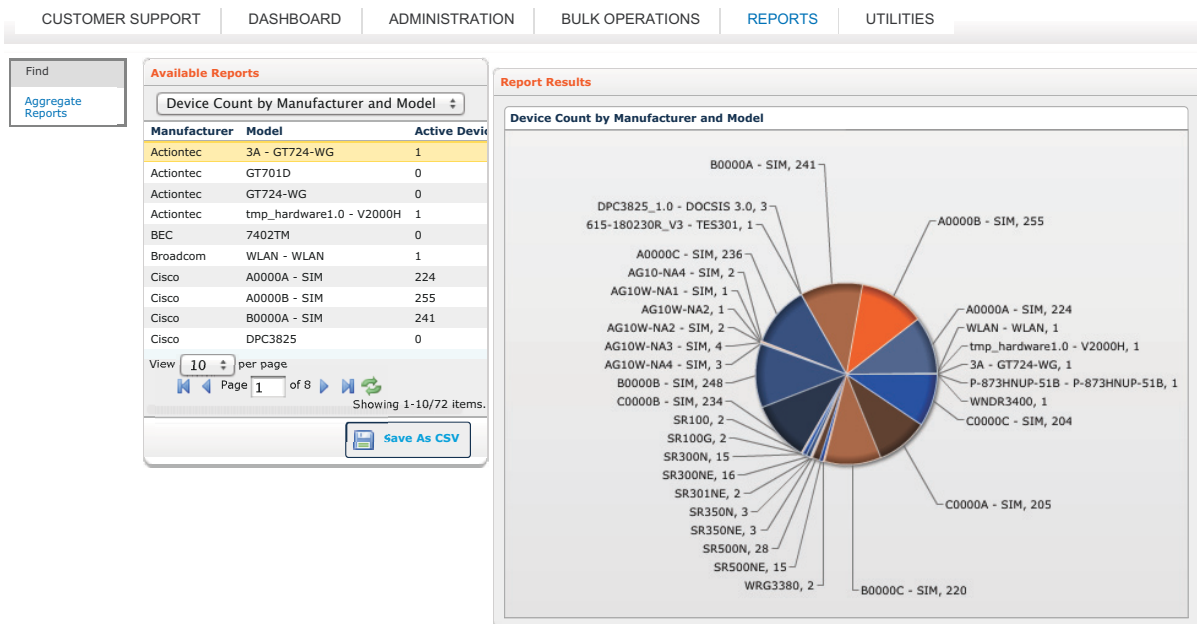 CUSTOMER SUPPORT DASHBOARD ADMINISTRATION BULK OPERATIONS REPORTS UTILITIES
Find
Aggregate
Reports
Available Reports
Device Count by Manufacturer and Model
Manufacturer Model Active Devic
Actiontec 3A - GT724-WG 1
Actiontec GT701D 0
Actiontec GT724-WG 0
Actiontec tmp_hardware1.0 - V2000H 1
BEC 7402TM 0
Broadcom WLAN - WLAN 1
Cisco A0000A - SIM 224
Cisco A0000B - SIM 255
Cisco B0000A - SIM 241
Cisco DPC3825 0
View 10 per page
Page 1 of 8
Showing 1-10/72 items.
Save As CSV
Report Results
Device Count by Manufacturer and Model
B0000A - SIM, 241
DPC3825_1.0 - DOCSIS 3.0, 3
615-180230R_V3 - TES301, 1
A0000C - SIM, 236
AG10-NA4 - SIM, 2
AG10W-NA1 - SIM, 1
AG10W-NA2, 1
AG10W-NA2 - SIM, 2
AG10W-NA3 - SIM, 4
AG10W-NA4 - SIM, 3
B0000B - SIM, 248
C0000B - SIM, 234
SR100, 2
SR100G, 2
SR300N, 15
SR300NE, 16
SR301NE, 2
SR350N, 3
SR350NE, 3
SR500N, 28
SR500NE, 15
WRG3380, 2
A0000B - SIM, 255
A0000A - SIM, 224
WLAN - WLAN, 1
tmp_hardware1.0 - V2000H, 1
3A - GT724-WG, 1
P-873HNUP-51B - P-873HNUP-51B, 1
WNDR3400, 1
C0000C - SIM, 204
C0000A - SIM, 205
B0000C - SIM, 220